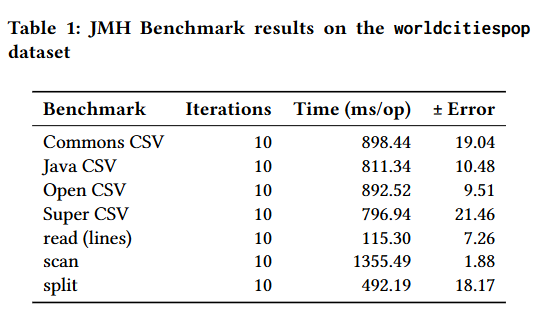 Table 1: JMH Benchmark results on the worldcitiespop
dataset
Benchmark Iterations Time (ms/op) ± Error
Commons CSV 10 898.44 19.04
Java CSV 10 811.34 10.48
Open CSV 10 892.52 9.51
Super CSV 10 796.94 21.46
read (lines) 10 115.30 7.26
scan 10 1355.49 1.88
split 10 492.19 18.17